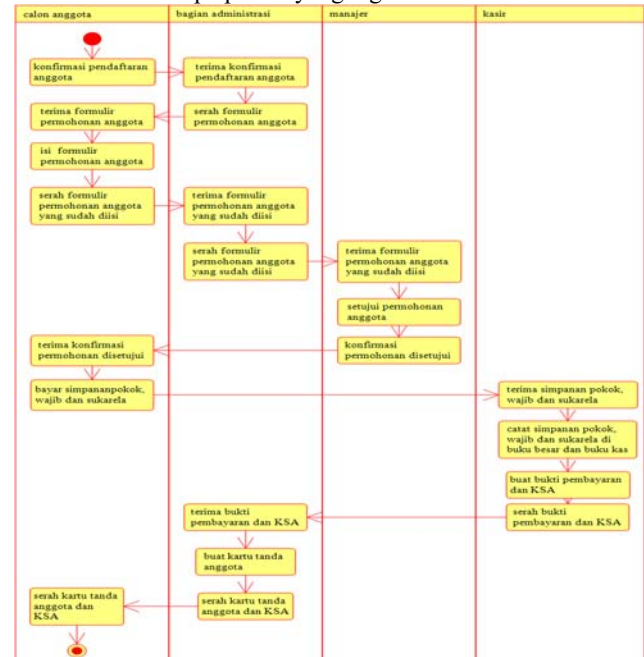 calon anggota
bagian administrasi
manajer
kasir
konfirmasi pendaftaran
anggota
terima konfirmasi
pendaftaran anggota
serah formulir
permohonan anggota
terima formulir
permohonan anggota
isi formulir
permohonan anggota
serah formulir
permohonan anggota
yang sudah diisi
terima formulir
permohonan anggota
yang sudah diisi
serah formulir
permohonan anggota
yang sudah diisi
terima formulir
permohonan anggota
yang sudah diisi
setujui permohonan
anggota
konfirmasi
permohonan disetujui
terima konfirmasi
permohonan disetujui
bayar simpananpokok,
wajib dan sukarela
terima simpanan pokok,
wajib dan sukarela
catat simpanan pokok,
wajib dan sukarela di
buku besar dan buku kas
buat bukti pembayaran
dan KSA
serah bukti
pembayaran dan KSA
terima bukti
pembayaran dan KSA
buat kartu tanda
anggota
serah kartu tanda
anggota dan KSA
serah kartu tanda
anggota dan
KSA